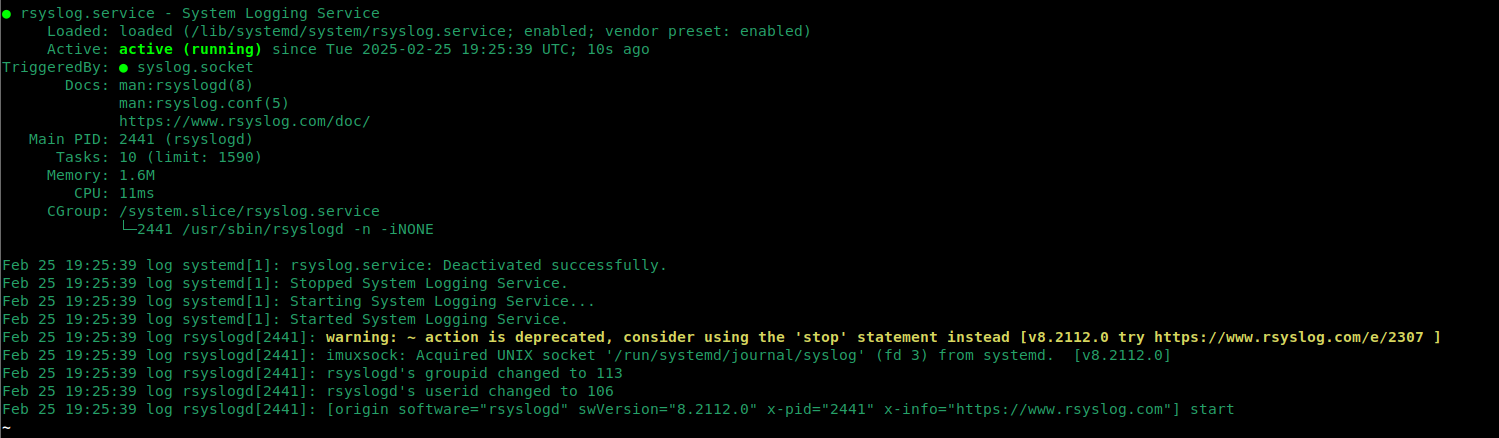 ● rsyslog.service - System Logging Service
     Loaded: loaded (/lib/systemd/system/rsyslog.service; enabled; vendor preset: enabled)
     Active: active (running) since Tue 2025-02-25 19:25:39 UTC; 10s ago
TriggeredBy: ● syslog.socket
       Docs: man:rsyslogd(8)
             man:rsyslog.conf(5)
             https://www.rsyslog.com/doc/
   Main PID: 2441 (rsyslogd)
      Tasks: 10 (limit: 1590)
     Memory: 1.6M
        CPU: 11ms
     CGroup: /system.slice/rsyslog.service
             └─2441 /usr/sbin/rsyslogd -n -iNONE

Feb 25 19:25:39 log systemd[1]: rsyslog.service: Deactivated successfully.
Feb 25 19:25:39 log systemd[1]: Stopped System Logging Service.
Feb 25 19:25:39 log systemd[1]: Starting System Logging Service...
Feb 25 19:25:39 log systemd[1]: Started System Logging Service.
Feb 25 19:25:39 log rsyslogd[2441]: warning: ~ action is deprecated, consider using the 'stop' statement instead [v8.2112.0 try https://www.rsyslog.com/e/2307 ]
Feb 25 19:25:39 log rsyslogd[2441]: imuxsock: Acquired UNIX socket '/run/systemd/journal/syslog' (fd 3) from systemd.  [v8.2112.0]
Feb 25 19:25:39 log rsyslogd[2441]: rsyslogd's groupid changed to 113
Feb 25 19:25:39 log rsyslogd[2441]: rsyslogd's userid changed to 106
Feb 25 19:25:39 log rsyslogd[2441]: [origin software="rsyslogd" swVersion="8.2112.0" x-pid="2441" x-info="https://www.rsyslog.com"] start
~